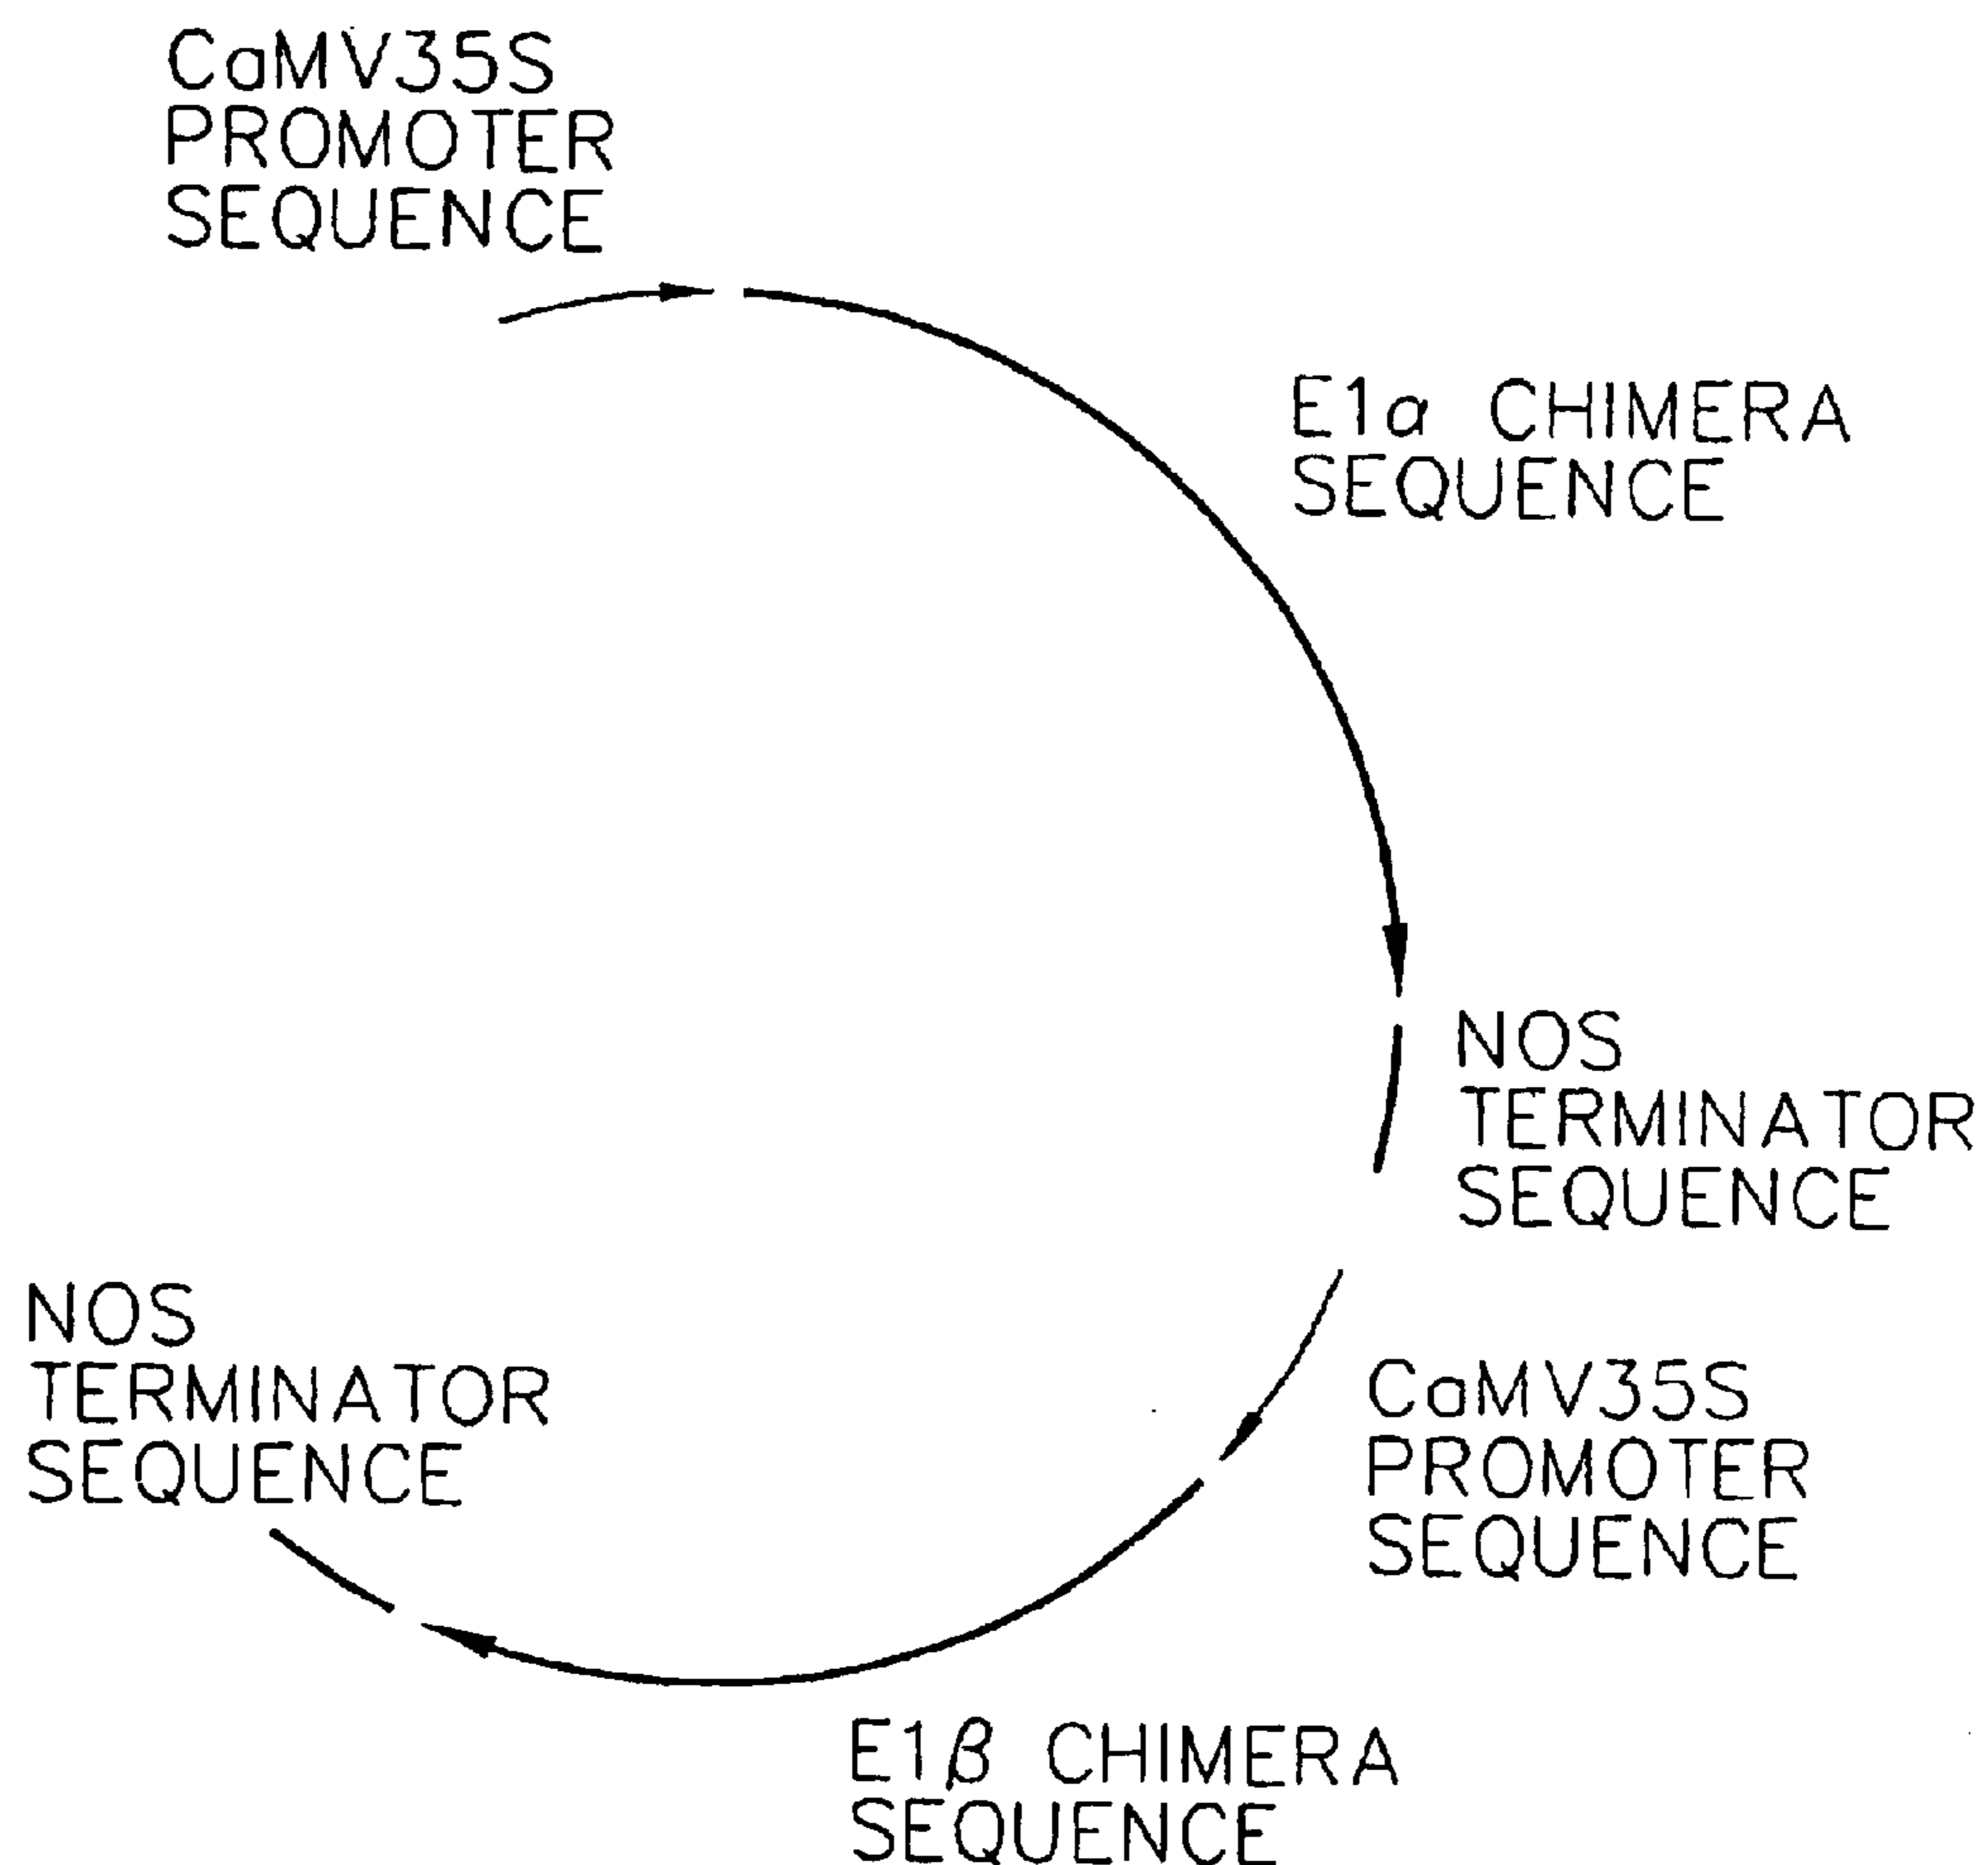 CaMV35S
PROMOTER
SEQUENCE
E1α CHIMERA
SEQUENCE
NOS
TERMINATOR
SEQUENCE
NOS
TERMINATOR
SEQUENCE
CaMV35S
PROMOTER
SEQUENCE
E1β CHIMERA
SEQUENCE